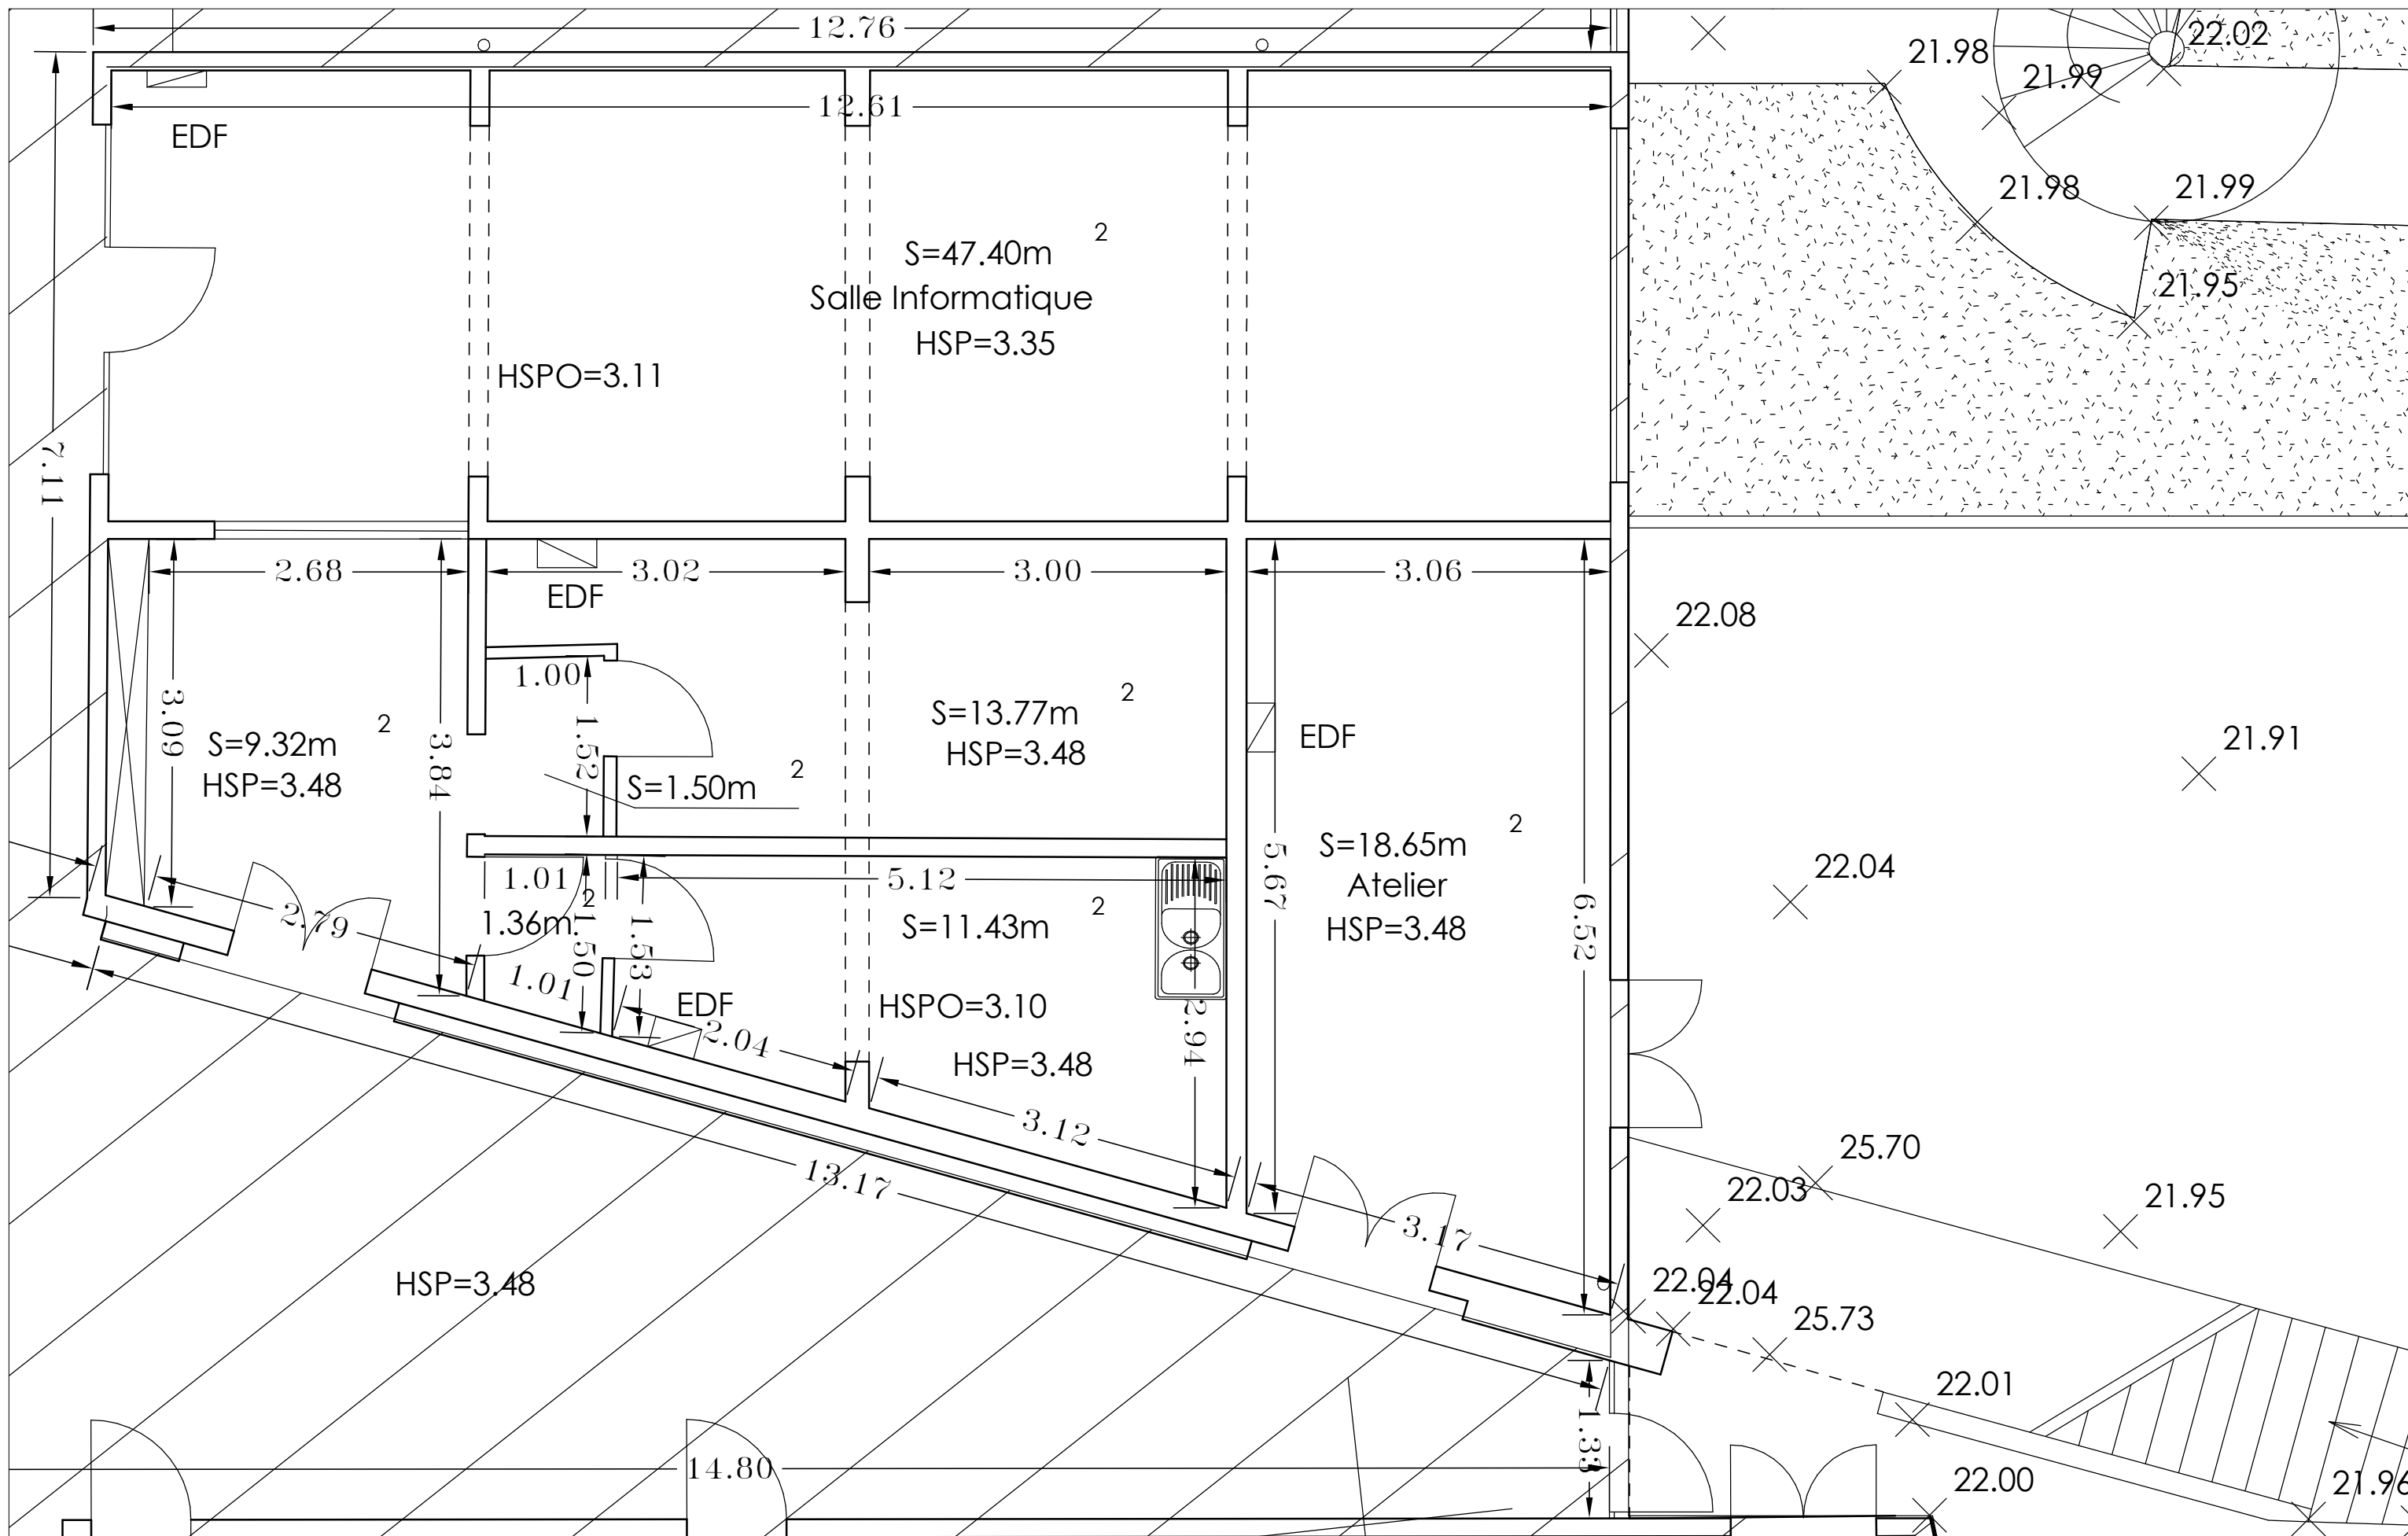 12.76
22.02
21.98
21.99
12.61
EDF
21.98
21.99
S=47.40m 2
Salle Informatique
HSP=3.35
21.95
HSPO=3.11
7.11
2.68
3.02
3.00
3.06
EDF
22.08
1.00
3.09
S=9.32m 2
HSP=3.48
3.84
1.52
S=1.50m 2
S=13.77m 2
HSP=3.48
EDF
21.91
S=18.65m 2
Atelier
HSP=3.48
5.67
6.52
22.04
1.01
5.12
2.79
1.36m 2
1.50
1.53
S=11.43m 2
1.01
EDF
2.04
HSPO=3.10
2.94
HSP=3.48
3.12
13.17
25.70
22.03
21.95
3.17
HSP=3.48
22.04
22.04
25.73
22.01
1.33
14.80
22.00
21.96